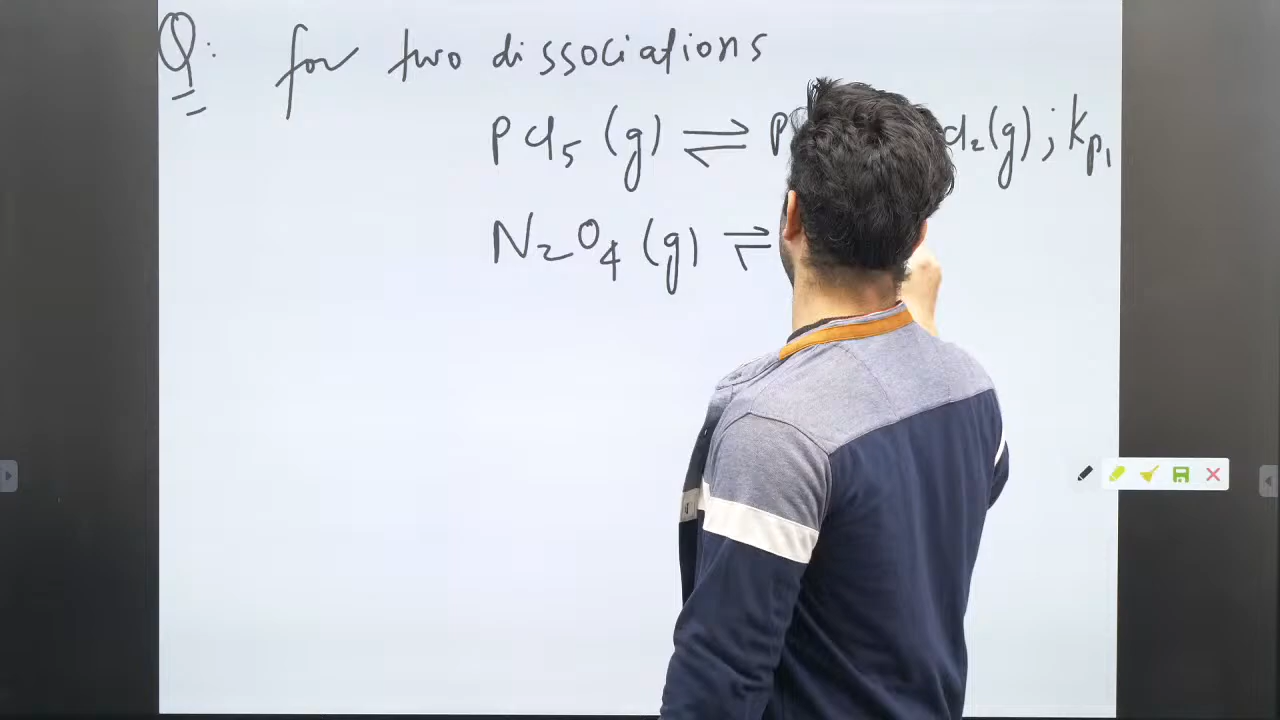 Q: for two dissociations
PCl5 (g) ⇌ P Cl2(g) ; Kp1
N2O4 (g) ⇌